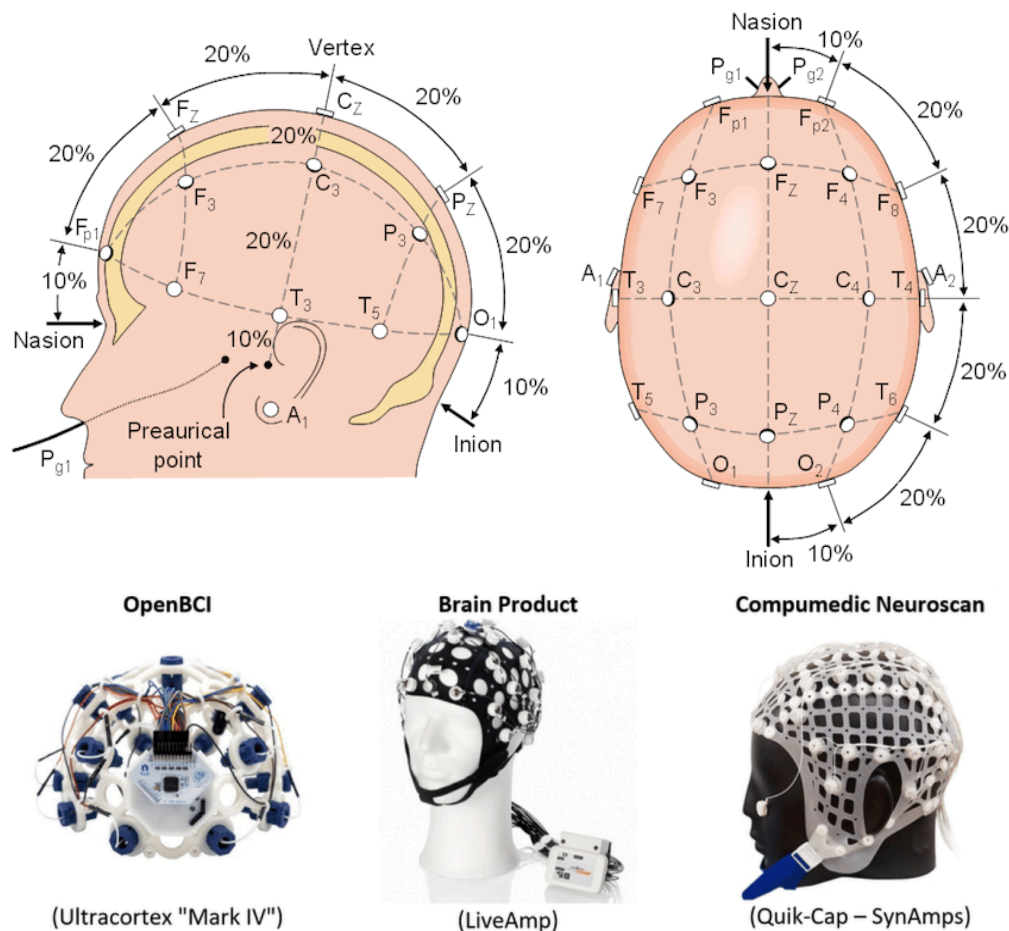 Vertex
20%
20%
FZ
CZ
20%
20%
C3
F3
PZ
Fp1
P3
20%
20%
10%
F7
T3
T5
O1
Nasion
10%
10%
A1
Preaurical
point
Inion
Pg1
Nasion
10%
Pg1
Pg2
Fp1
Fp2
20%
F7
F3
FZ
F4
F8
20%
A1
T3
C3
CZ
C4
T4
A2
20%
T5
P3
PZ
P4
T6
O1
O2
20%
Inion
10%
OpenBCI
Brain Product
Compumedic Neuroscan
(Ultracortex "Mark IV")
(LiveAmp)
(Quik-Cap – SynAmps)